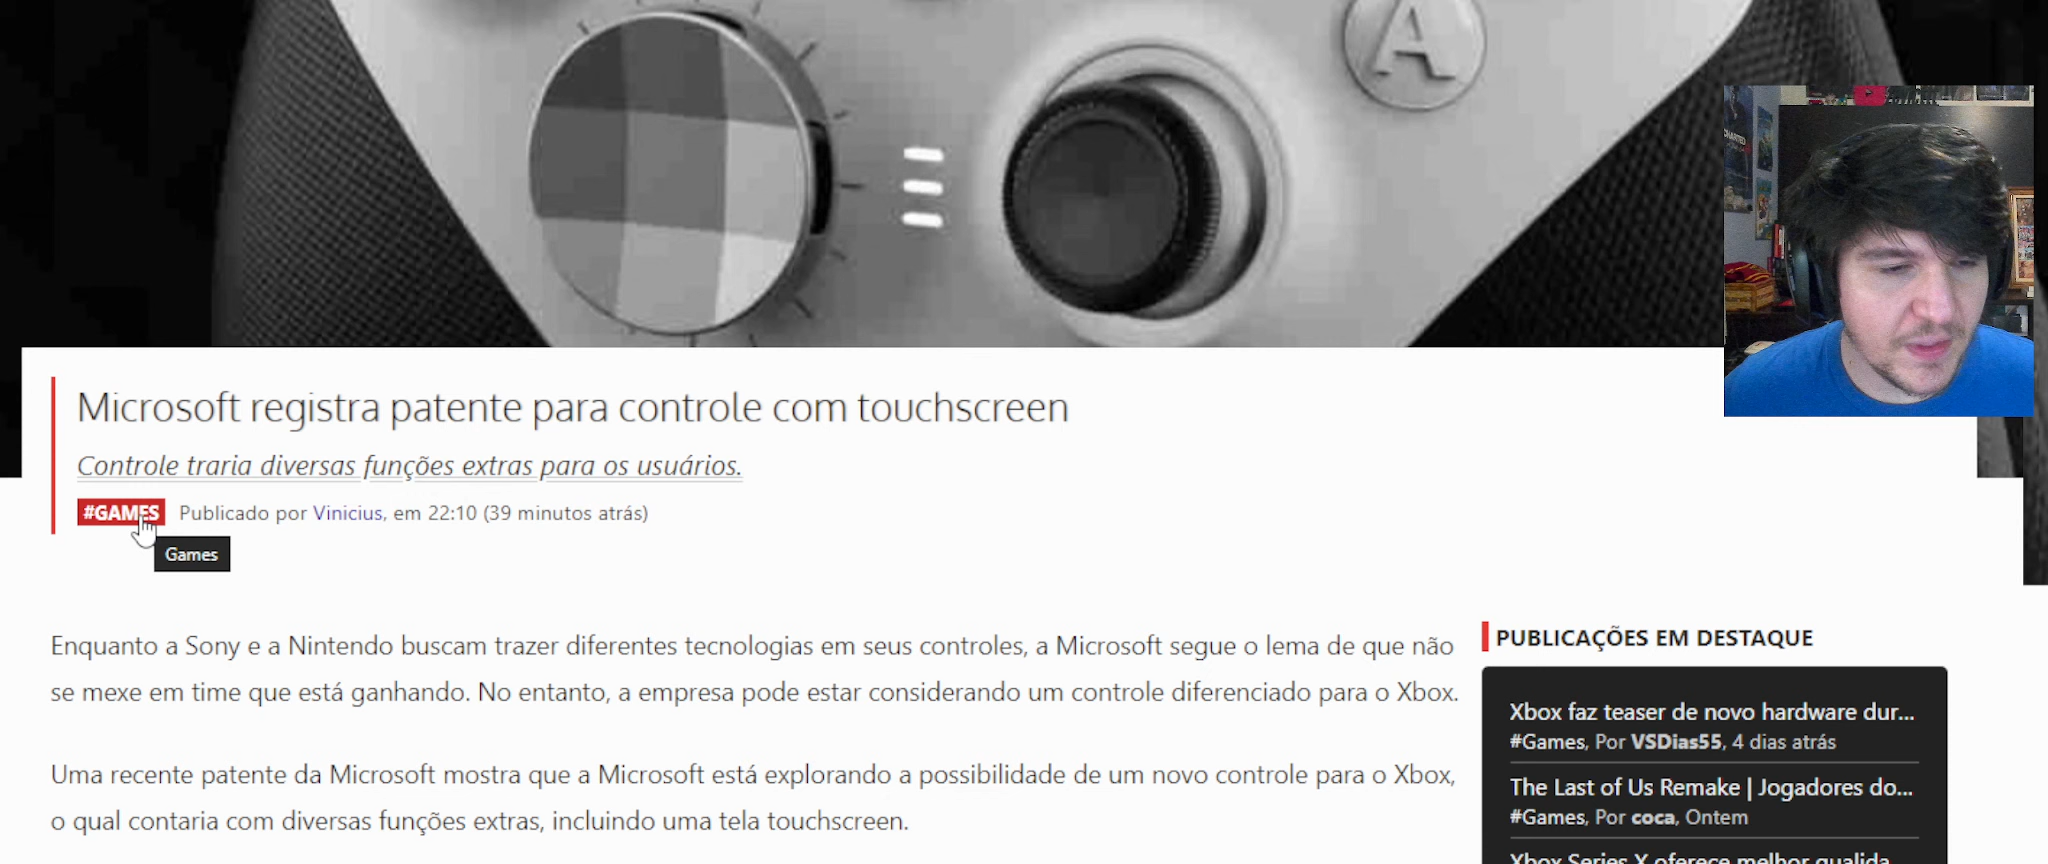 A
Microsoft registra patente para controle com touchscreen
Controle traria diversas funções extras para os usuários.
#GAMES Publicado por Vinicius, em 22:10 (39 minutos atrás)
Games
Enquanto a Sony e a Nintendo buscam trazer diferentes tecnologias em seus controles, a Microsoft segue o lema de que não
se mexe em time que está ganhando. No entanto, a empresa pode estar considerando um controle diferenciado para o Xbox.
Uma recente patente da Microsoft mostra que a Microsoft está explorando a possibilidade de um novo controle para o Xbox,
o qual contaria com diversas funções extras, incluindo uma tela touchscreen.
PUBLICAÇÕES EM DESTAQUE
Xbox faz teaser de novo hardware dur...
#Games, Por VSDias55, 4 dias atrás
The Last of Us Remake | Jogadores do...
#Games, Por coca, Ontem
Xbox Series X oferece melhor qualida...